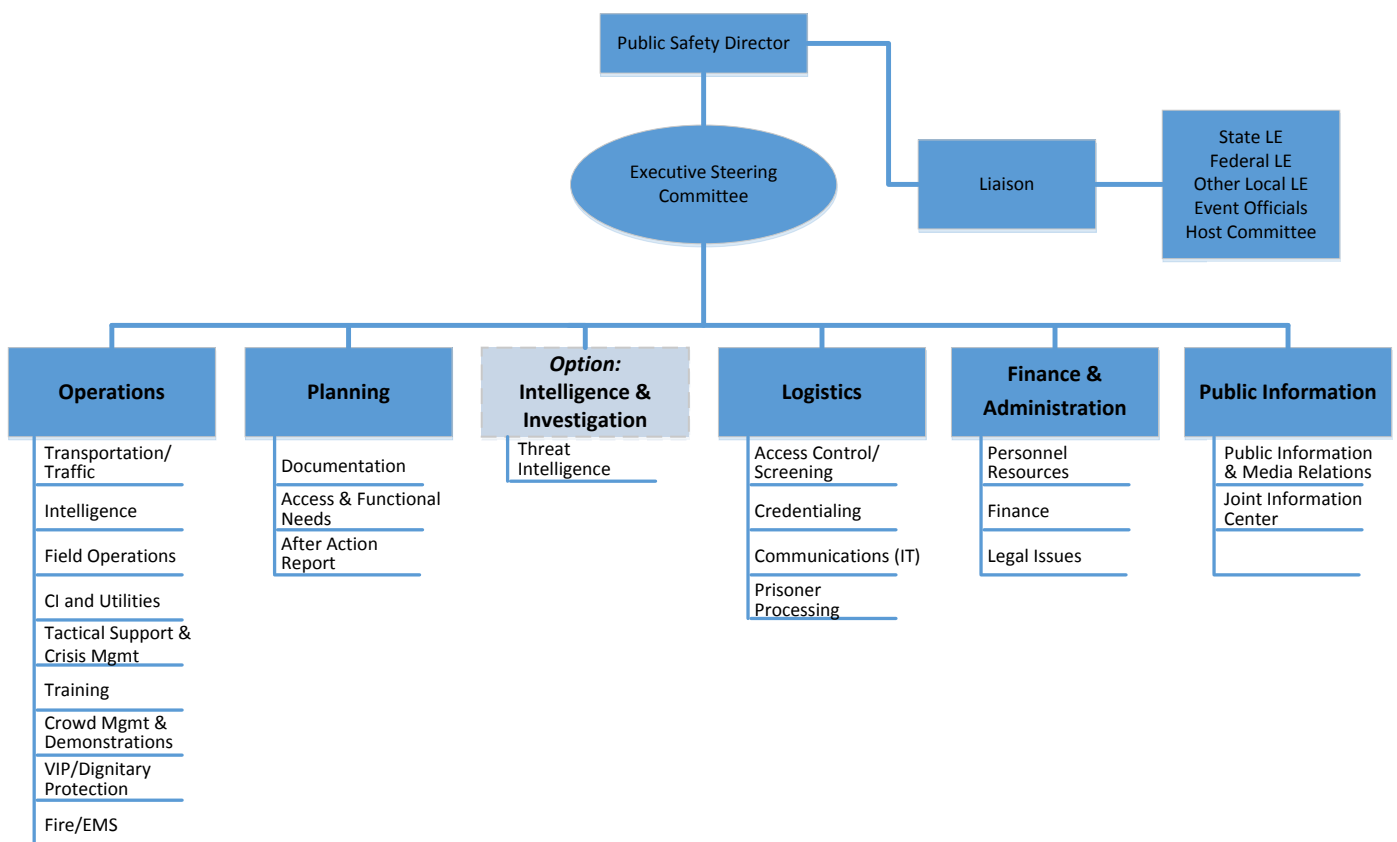 Public Safety Director
Executive Steering
Committee
Liaison
State LE
Federal LE
Other Local LE
Event Officials
Host Committee
Operations
Transportation/
Traffic
Intelligence
Field Operations
CI and Utilities
Tactical Support &
Crisis Mgmt
Training
Crowd Mgmt &
Demonstrations
VIP/Dignitary
Protection
Fire/EMS
Planning
Documentation
Access & Functional
Needs
After Action
Report
Option:
Intelligence &
Investigation
Threat
Intelligence
Logistics
Access Control/
Screening
Credentialing
Communications (IT)
Prisoner
Processing
Finance &
Administration
Personnel
Resources
Finance
Legal Issues
Public Information
Public Information
& Media Relations
Joint Information
Center